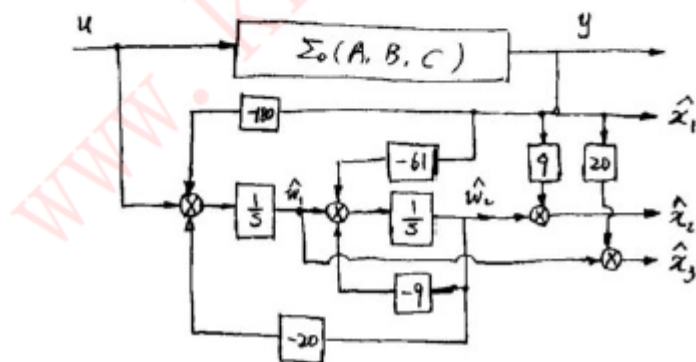 u
Σ₀(A, B, C)
y
-180
x̂₁
-61
9
20
1/S
ŵ₁
1/S
ŵ₂
x̂₂
-9
x̂₃
-20